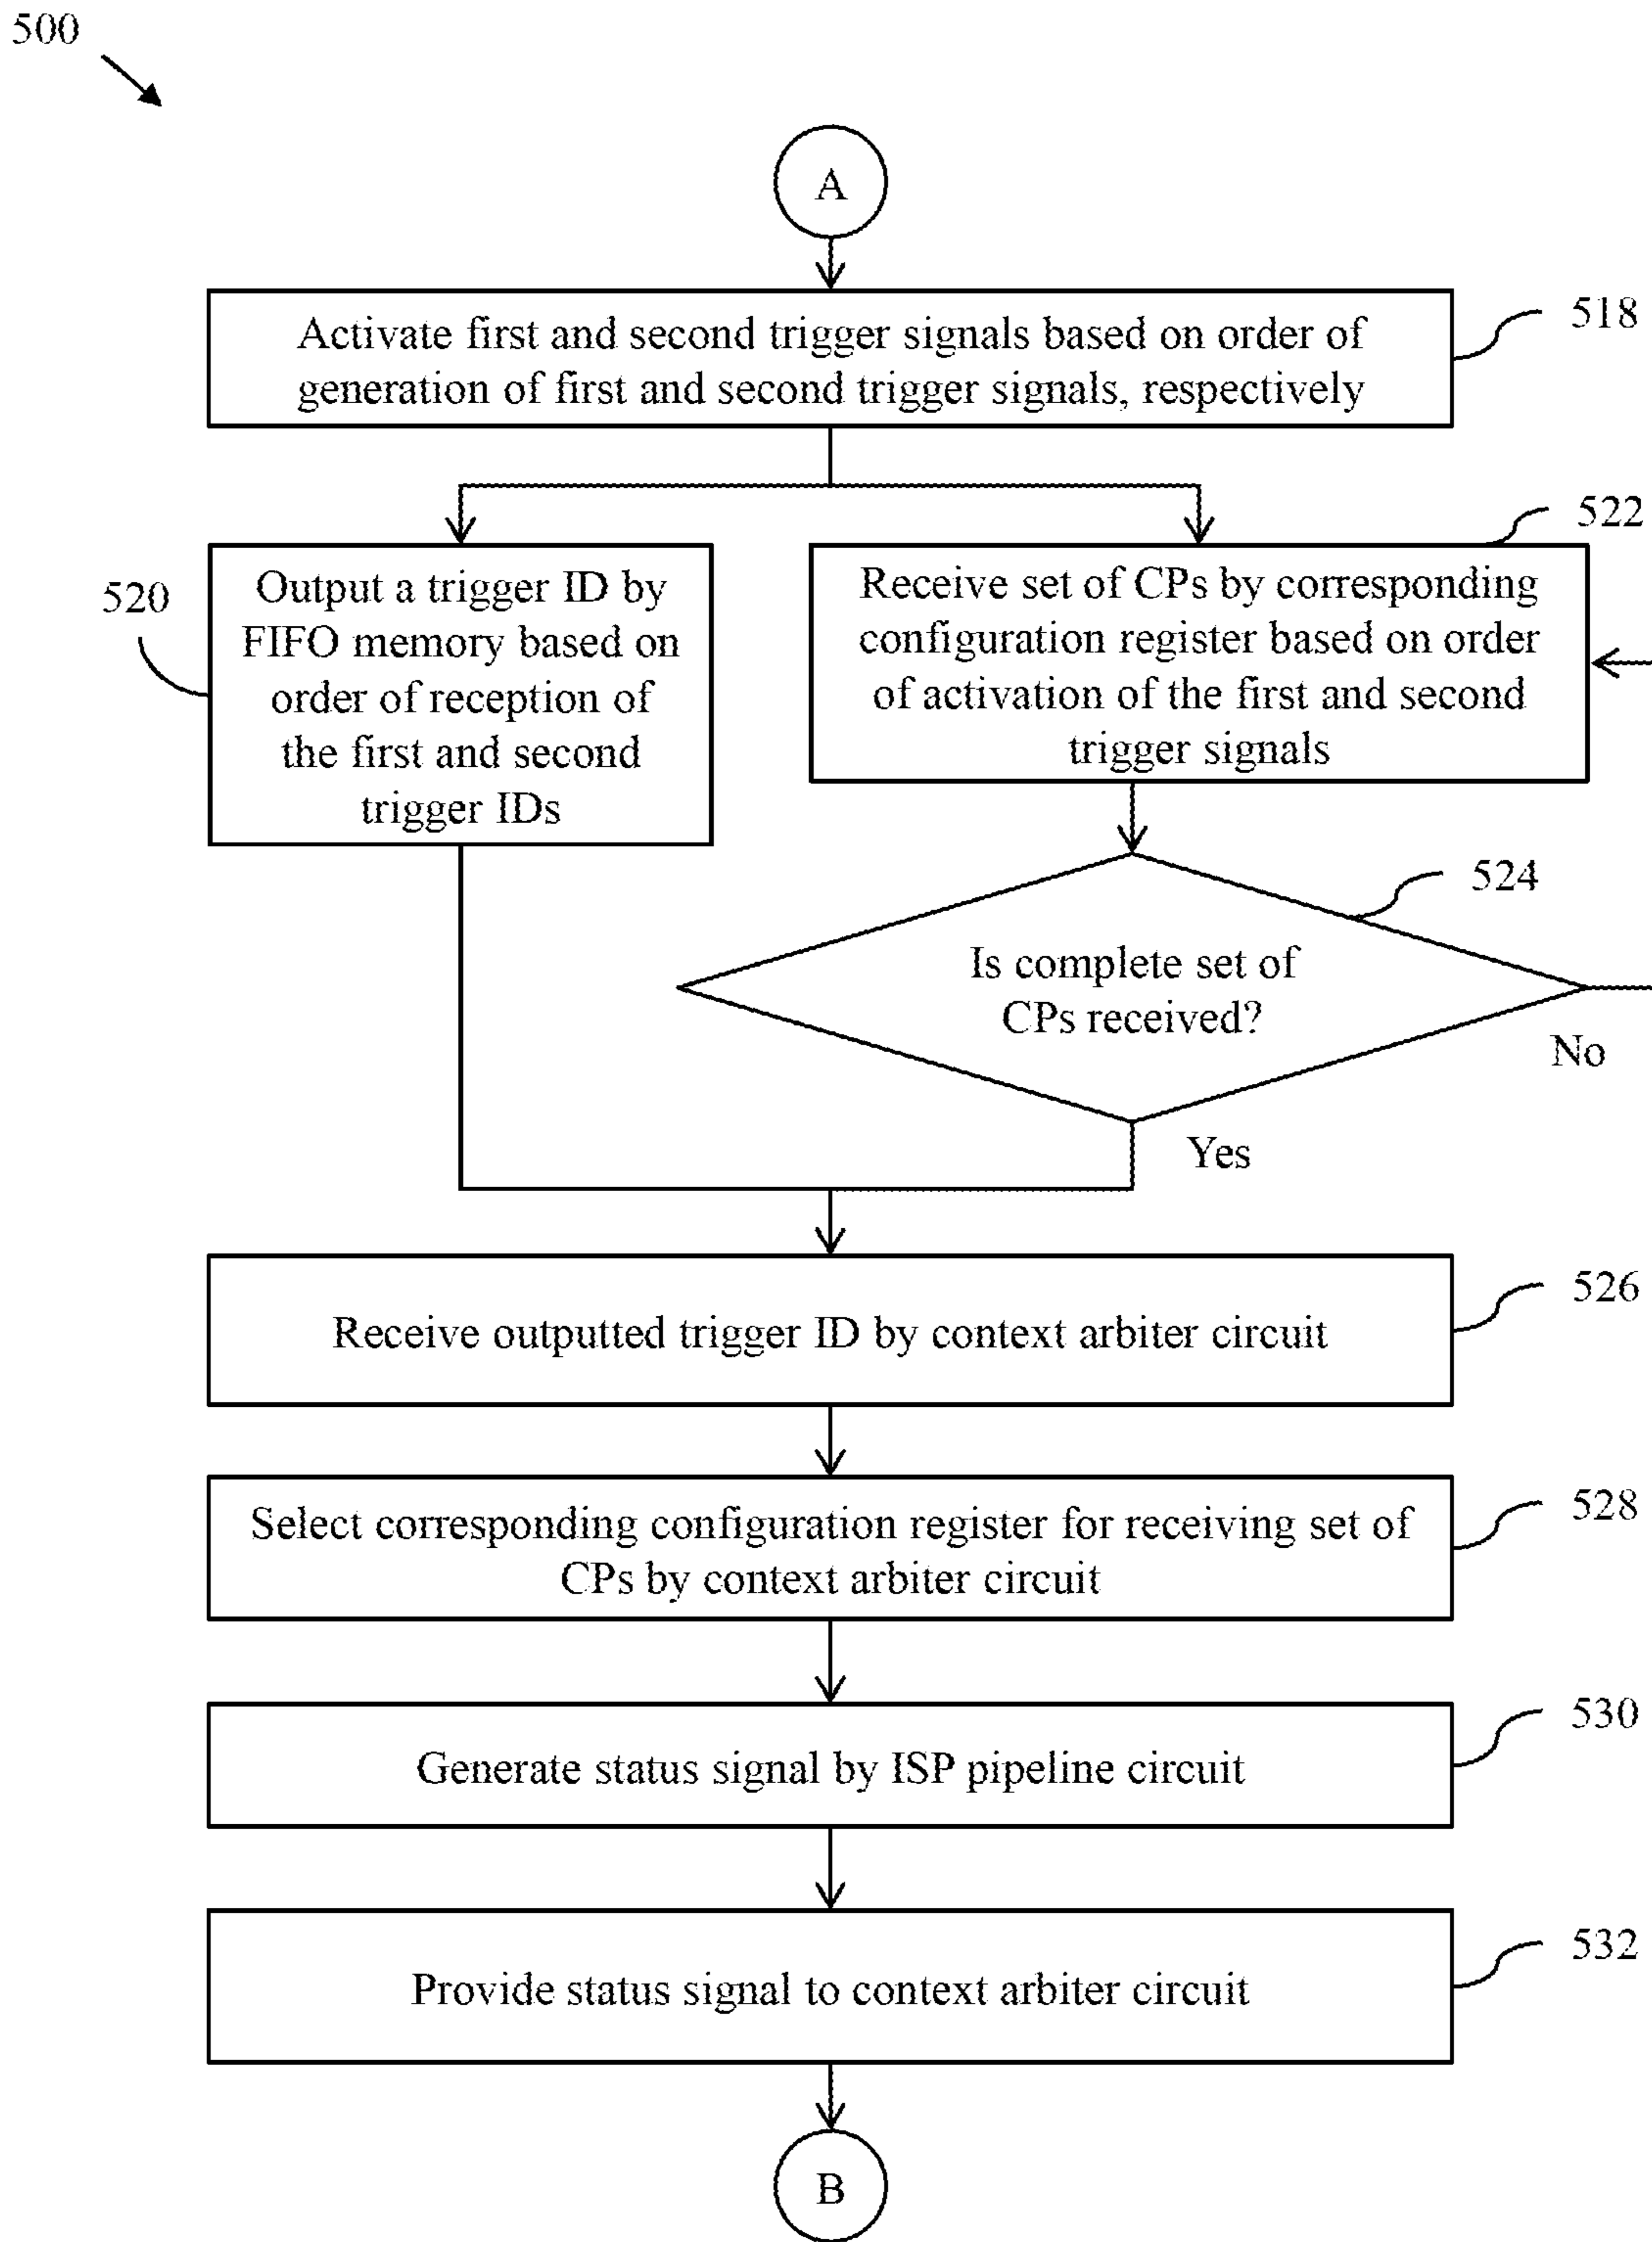 500
A
Activate first and second trigger signals based on order of
generation of first and second trigger signals, respectively
518
520
Output a trigger ID by
FIFO memory based on
order of reception of
the first and second
trigger IDs
522
Receive set of CPs by corresponding
configuration register based on order
of activation of the first and second
trigger signals
524
Is complete set of
CPs received?
No
Yes
Receive outputted trigger ID by context arbiter circuit
526
Select corresponding configuration register for receiving set of
CPs by context arbiter circuit
528
Generate status signal by ISP pipeline circuit
530
Provide status signal to context arbiter circuit
532
B